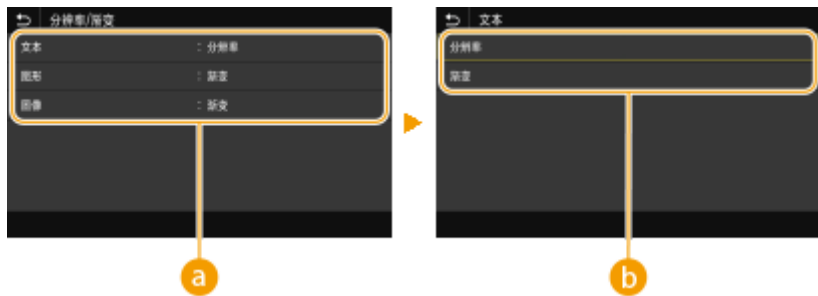 分辨率/渐变
文本 : 分辨率
图形 : 渐变
图像 : 渐变
a
文本
分辨率
渐变
b